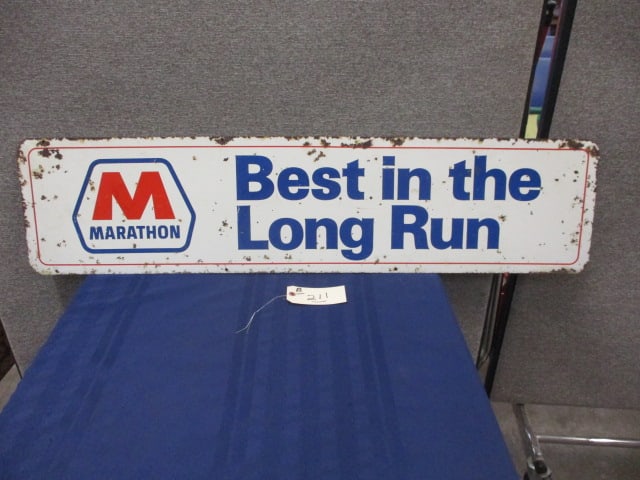 M
MARATHON
Best in the
Long Run
211